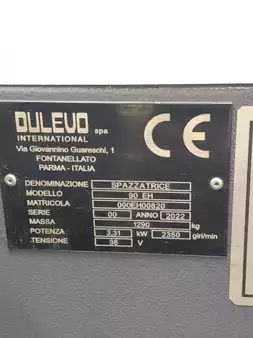 DULEVO spa
INTERNATIONAL
Via Giovannino Guareschi, 1
FONTANELLATO
PARMA - ITALIA
CE
DENOMINAZIONE SPAZZATRICE
MODELLO 90 EH
MATRICOLA 090EH00820
SERIE 00 ANNO 2022
MASSA 1290 kg
POTENZA 3.31 kW 2350 giri/min
TENSIONE 36 V